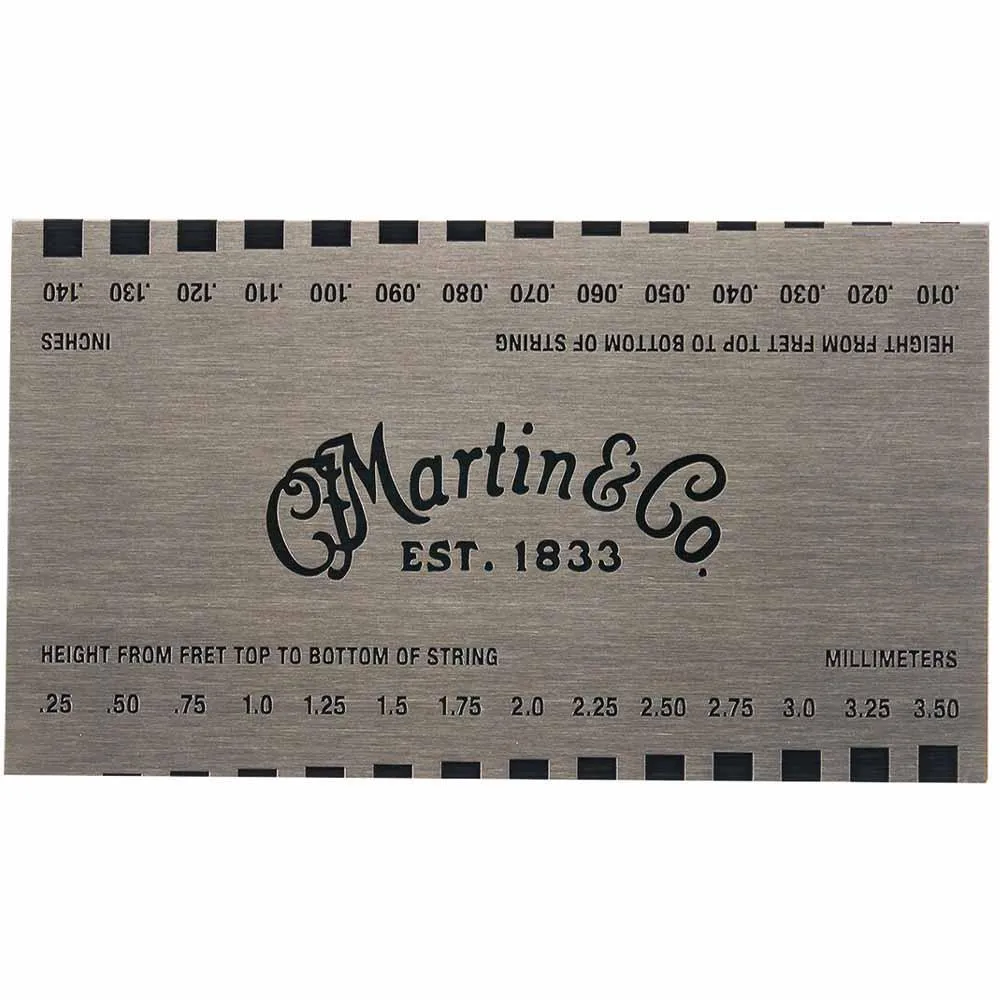 .140 .130 .120 .110 .100 .090 .080 .070 .060 .050 .040 .030 .020 .010
INCHES HEIGHT FROM FRET TOP TO BOTTOM OF STRING
CF Martin & Co.
EST. 1833
HEIGHT FROM FRET TOP TO BOTTOM OF STRING MILLIMETERS
.25 .50 .75 1.0 1.25 1.5 1.75 2.0 2.25 2.50 2.75 3.0 3.25 3.50